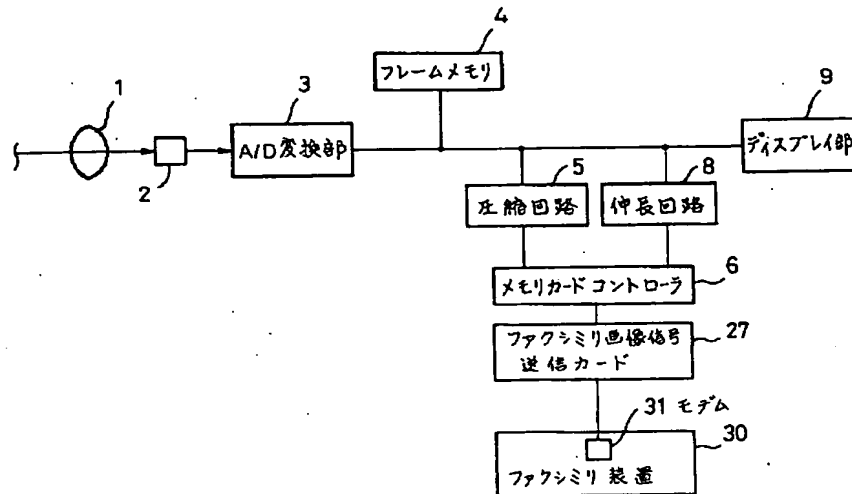 4
フレームメモリ
1
3
9
A/D変換部
ディスプレイ部
2
5
8
圧縮回路
伸長回路
6
メモリカードコントローラ
27
ファクシミリ画像信号
送信カード
31 モデム
30
ファクシミリ装置